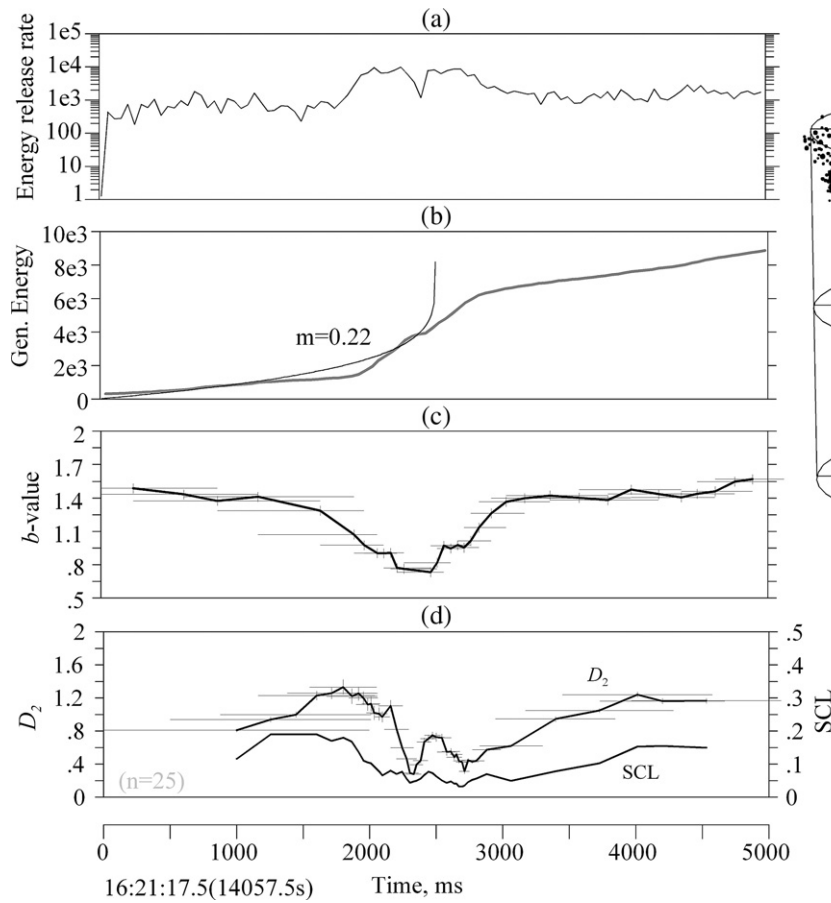 (a)
Energy release rate
1e5
1e4
1e3
100
10
1
(b)
Gen. Energy
10e3
8e3
6e3
4e3
2e3
0
m=0.22
(c)
b-value
2
1.7
1.4
1.1
.8
.5
(d)
D2
2
1.6
1.2
.8
.4
0
D2
SCL
(n=25)
.5
.4
.3
.2
.1
0
SCL
0 1000 2000 3000 4000 5000
16:21:17.5(14057.5s) Time, ms